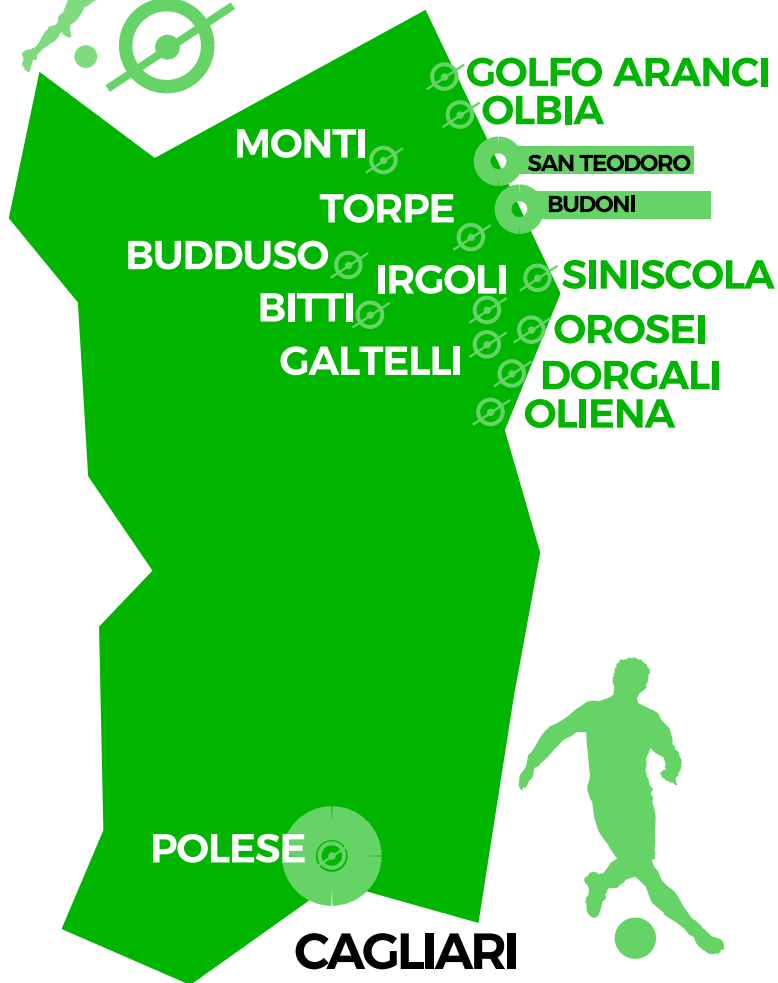 GOLFO ARANCI
OLBIA
MONTI
SAN TEODORO
TORPE
BUDONI
BUDDUSO
IRGOLI
SINISCOLA
BITTI
OROSEI
GALTELLI
DORGALI
OLIENA
POLESE
CAGLIARI